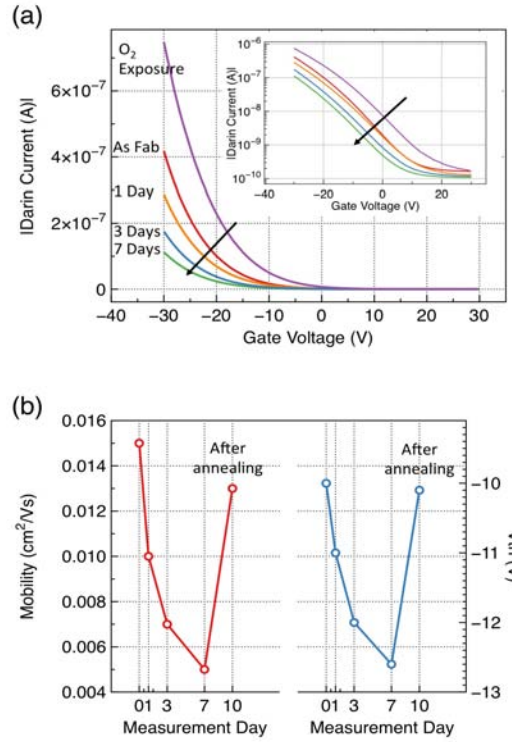 (a)
O2
Exposure
As Fab
1 Day
3 Days
7 Days
|Darin Current (A)|
6×10⁻⁷
4×10⁻⁷
2×10⁻⁷
0
−40 −30 −20 −10 0 10 20 30
Gate Voltage (V)
|Darin Current (A)|
10⁻⁶
10⁻⁷
10⁻⁸
10⁻⁹
10⁻¹⁰
−40 −20 0 20
Gate Voltage (V)
(b)
Mobility (cm²/Vs)
0.016
0.014
0.012
0.010
0.008
0.006
0.004
After
annealing
01 3 7 10
Measurement Day
After
annealing
01 3 7 10
Measurement Day
−10
−11
−12
−13